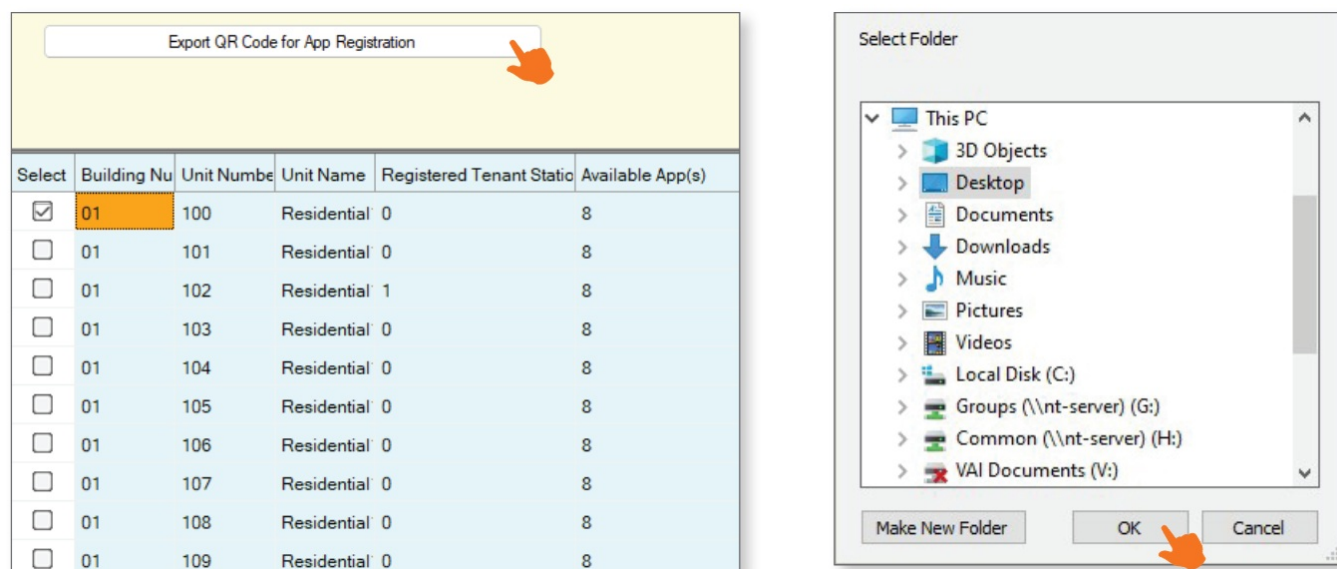 Export QR Code for App Registration
Select Building Nu Unit Numbe Unit Name Registered Tenant Statio Available App(s)
01 100 Residential 0 8
01 101 Residential 0 8
01 102 Residential 1 8
01 103 Residential 0 8
01 104 Residential 0 8
01 105 Residential 0 8
01 106 Residential 0 8
01 107 Residential 0 8
01 108 Residential 0 8
01 109 Residential 0 8
Select Folder
This PC
3D Objects
Desktop
Documents
Downloads
Music
Pictures
Videos
Local Disk (C:)
Groups (\\nt-server) (G:)
Common (\\nt-server) (H:)
VAI Documents (V:)
Make New Folder OK Cancel